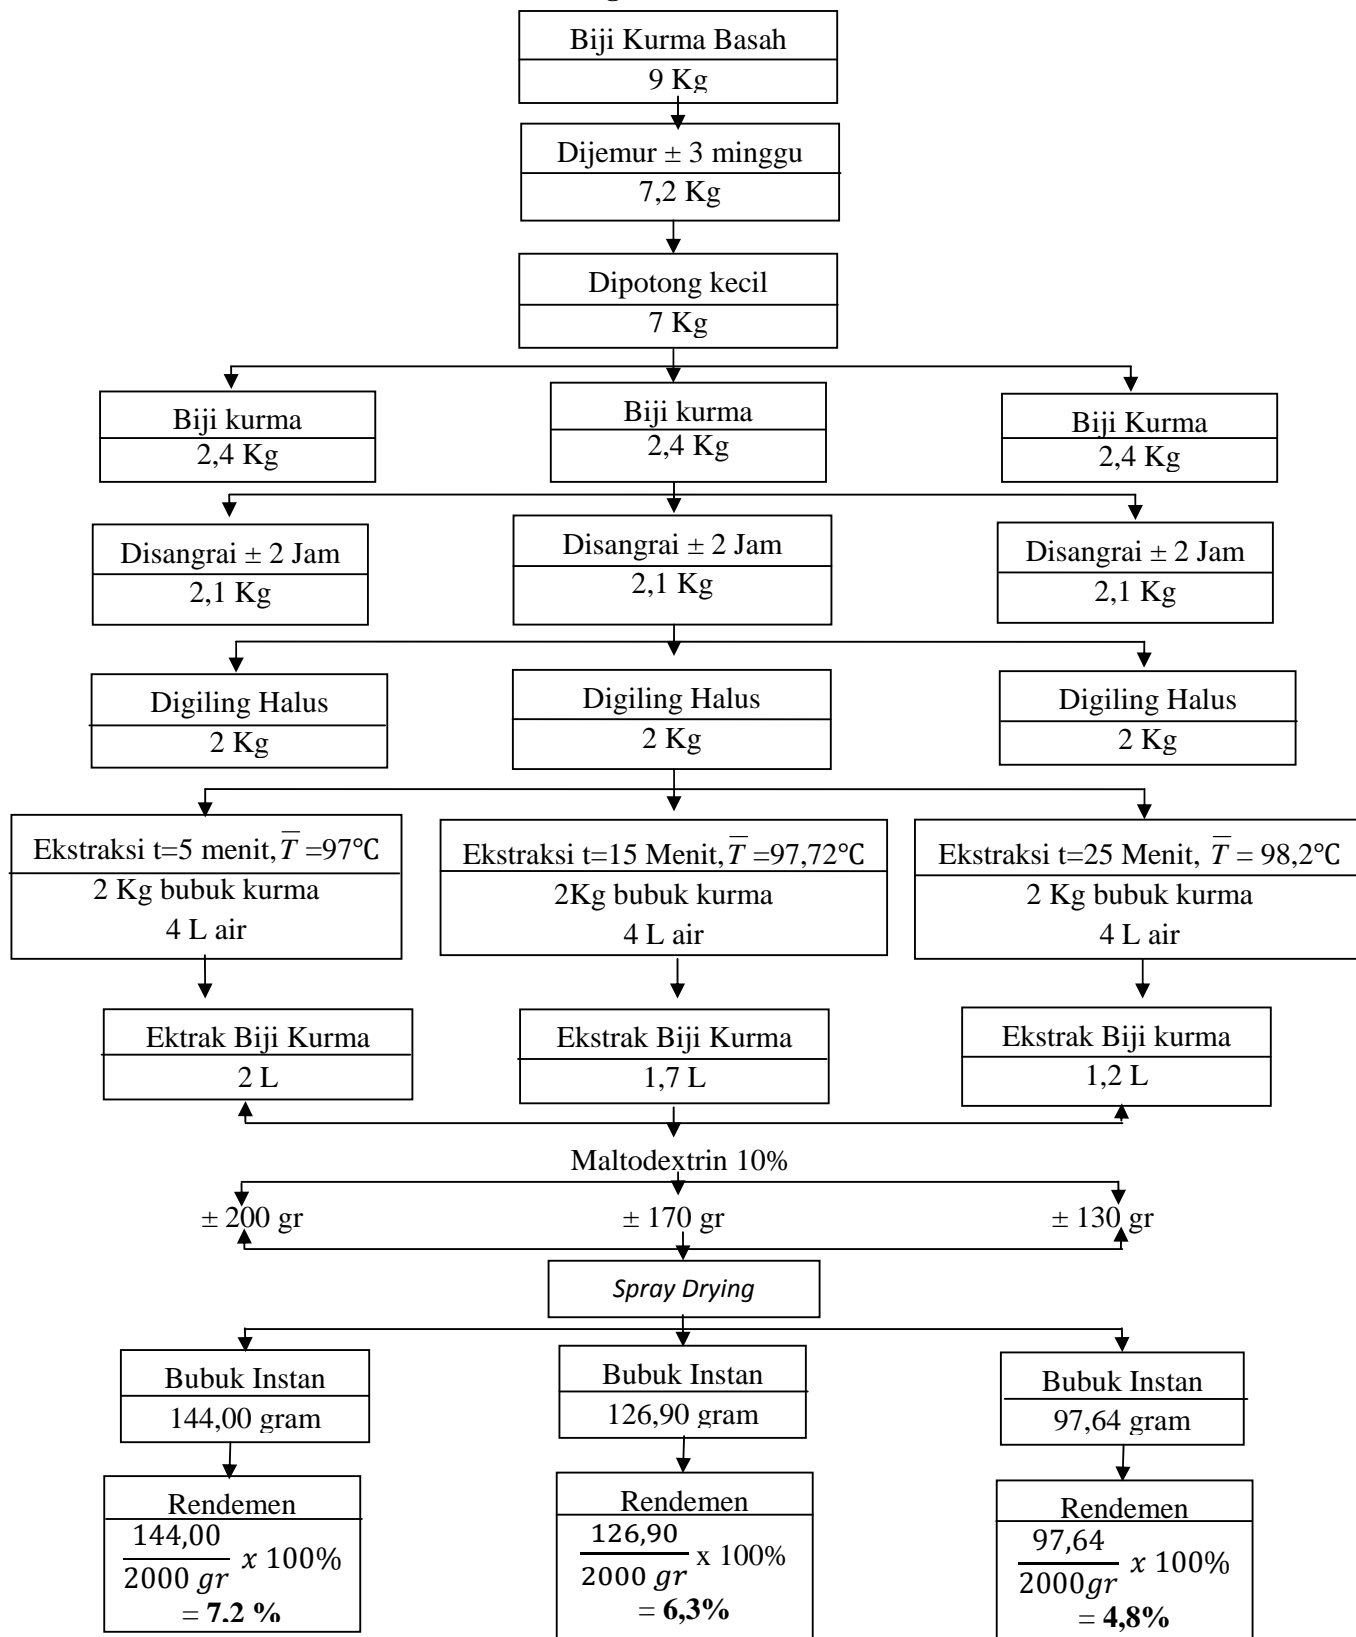 Biji Kurma Basah
9 Kg
Dijemur ± 3 minggu
7,2 Kg
Dipotong kecil
7 Kg
Biji kurma
2,4 Kg
Biji kurma
2,4 Kg
Biji Kurma
2,4 Kg
Disangrai ± 2 Jam
2,1 Kg
Disangrai ± 2 Jam
2,1 Kg
Disangrai ± 2 Jam
2,1 Kg
Digiling Halus
2 Kg
Digiling Halus
2 Kg
Digiling Halus
2 Kg
Ekstraksi t=5 menit, T̅ =97℃
2 Kg bubuk kurma
4 L air
Ekstraksi t=15 Menit, T̅ =97,72℃
2Kg bubuk kurma
4 L air
Ekstraksi t=25 Menit, T̅ = 98,2℃
2 Kg bubuk kurma
4 L air
Ektrak Biji Kurma
2 L
Ekstrak Biji Kurma
1,7 L
Ekstrak Biji kurma
1,2 L
Maltodextrin 10%
± 200 gr
± 170 gr
± 130 gr
Spray Drying
Bubuk Instan
144,00 gram
Bubuk Instan
126,90 gram
Bubuk Instan
97,64 gram
Rendemen
144,00
2000 gr
x 100%
= 7,2 %
Rendemen
126,90
2000 gr
x 100%
= 6,3%
Rendemen
97,64
2000gr
x 100%
= 4,8%